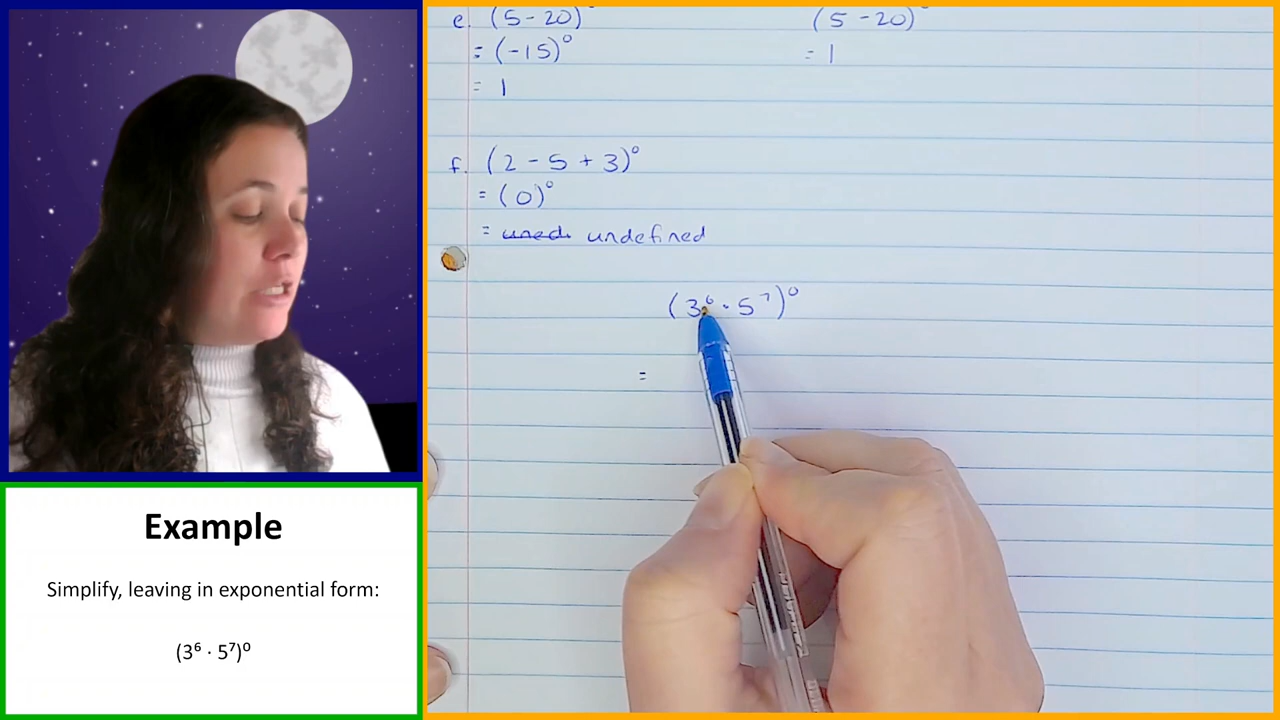 e. (5 - 20)⁰
= (-15)⁰
= 1
(5 - 20)⁰
= 1
f. (2 - 5 + 3)⁰
= (0)⁰
= undefined
(3⁶ · 5⁷)⁰
=
Example
Simplify, leaving in exponential form:
(3⁶ · 5⁷)⁰